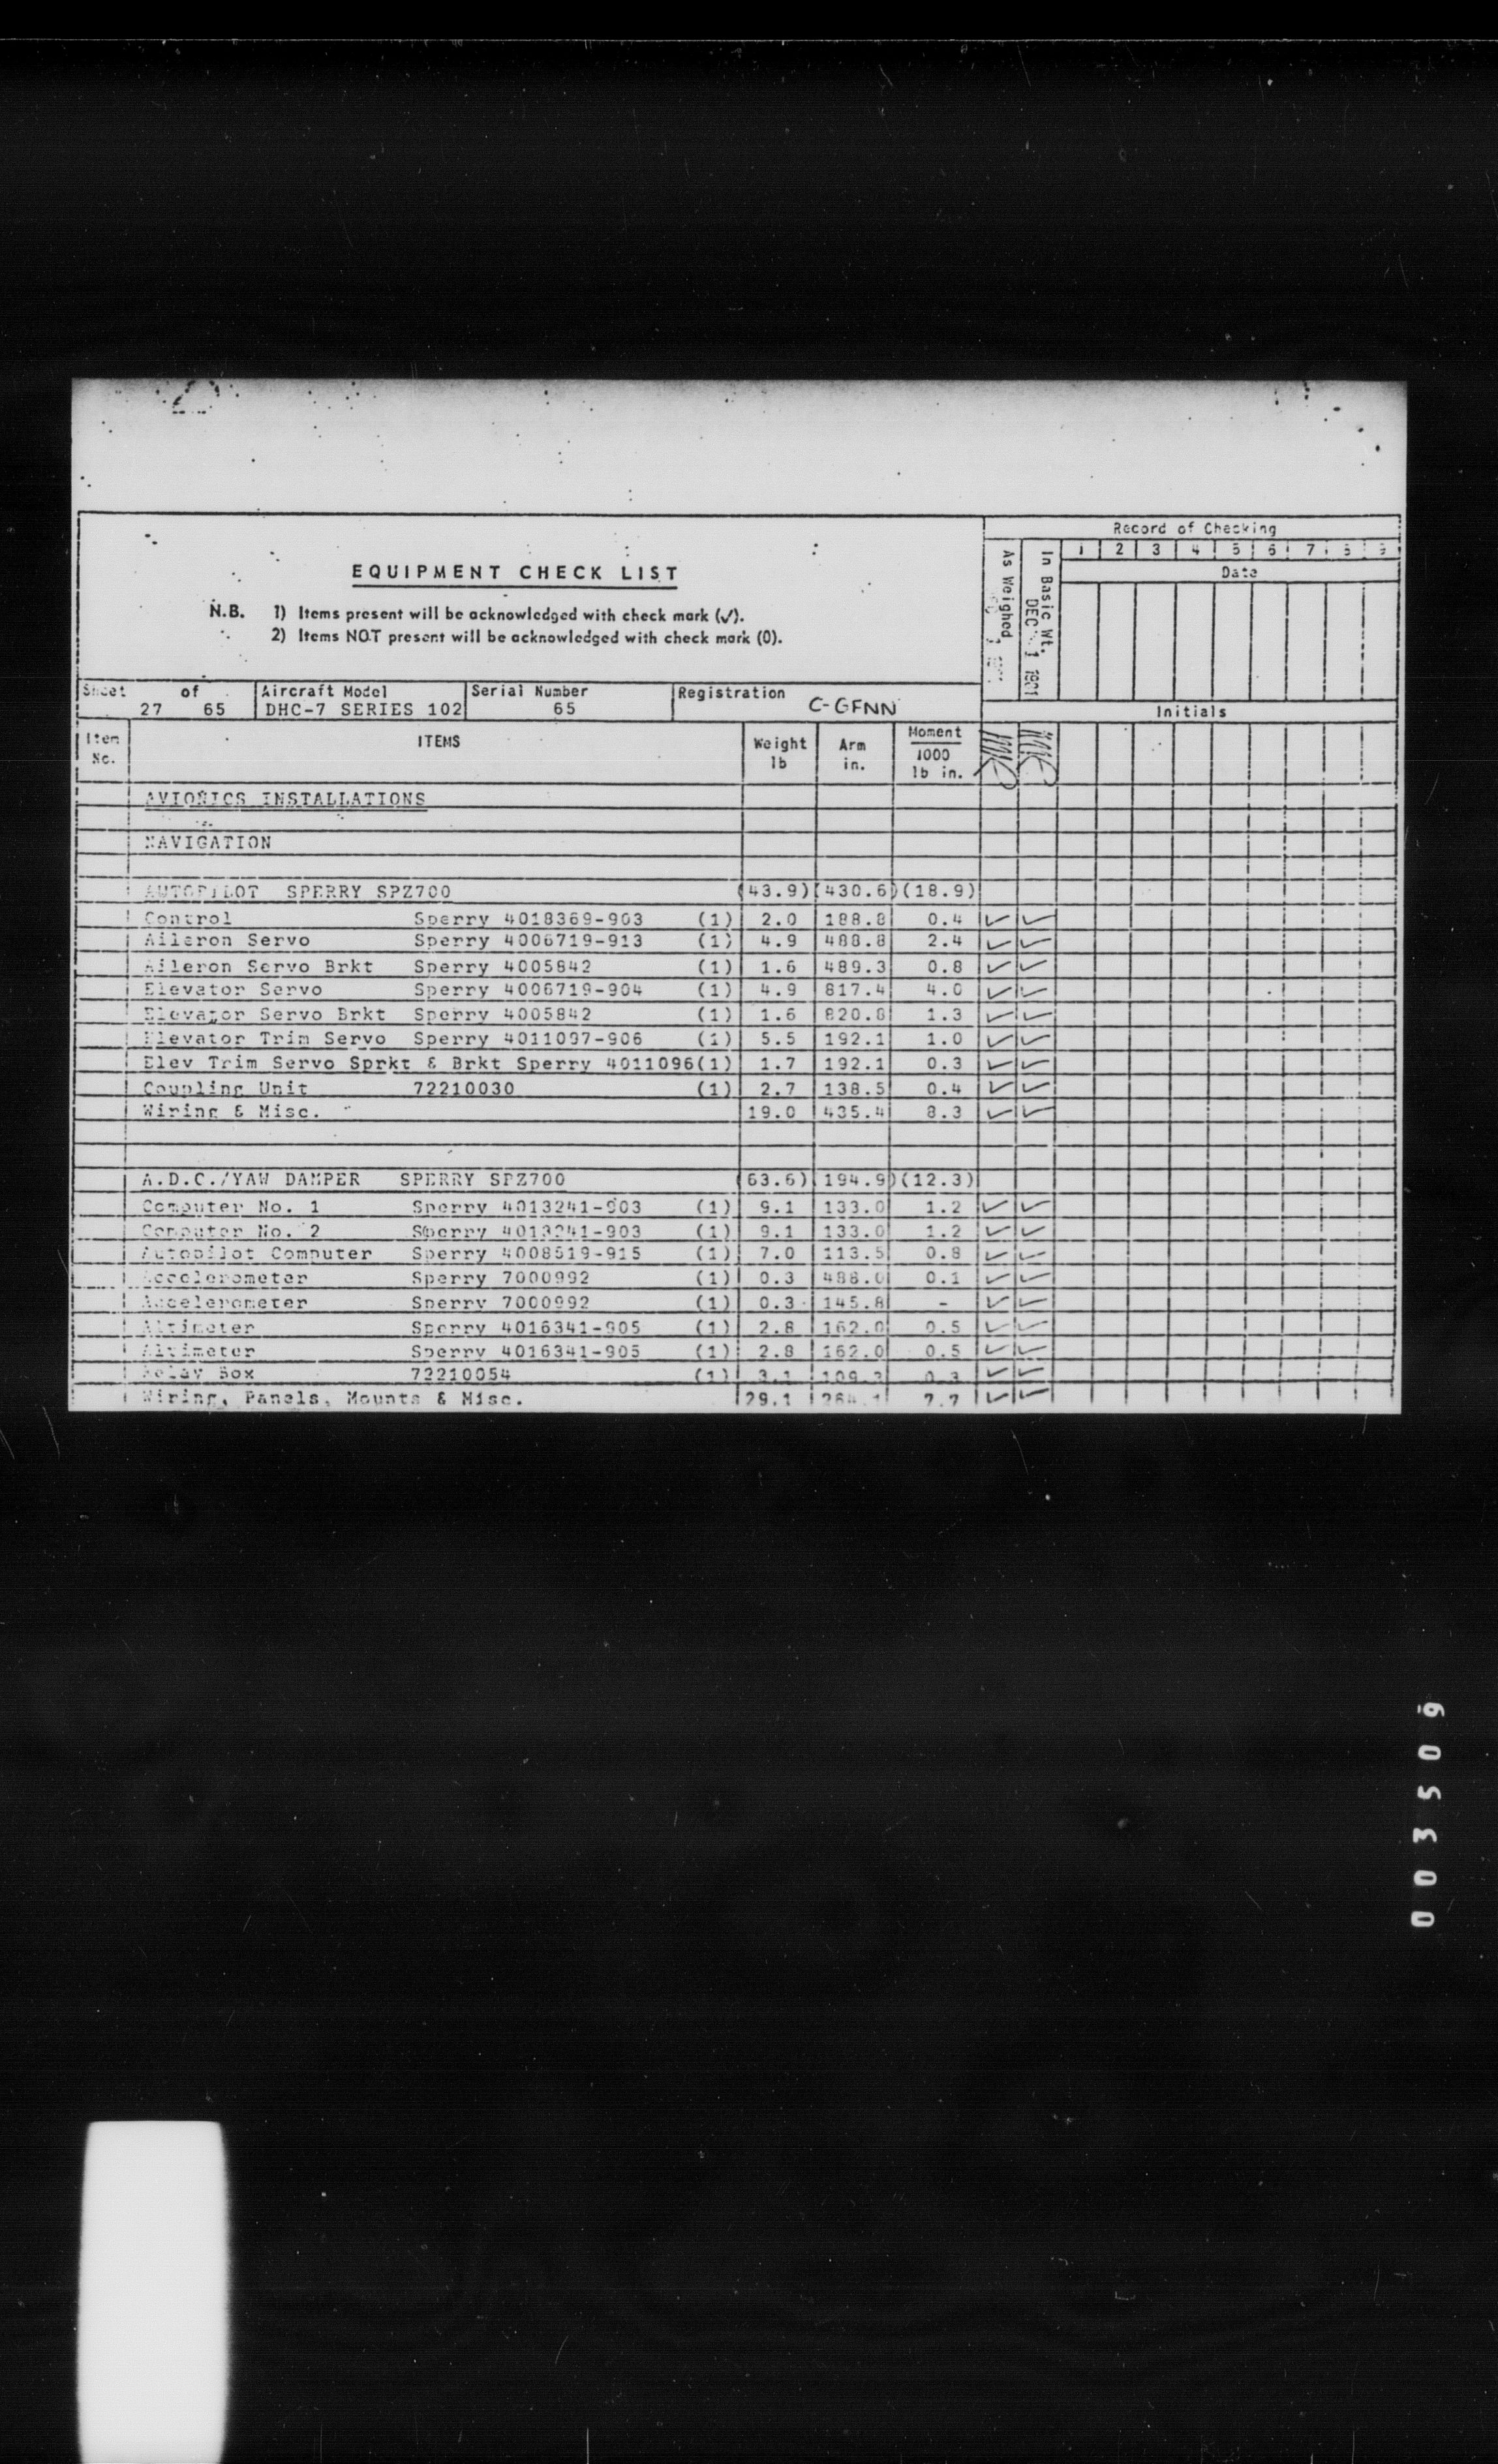 Record of Checking
As Weighed
In Basic Wt.
DEC 1 1981
1 2 3 4 5 6 7 8 9
Date
EQUIPMENT CHECK LIST
N.B. 1) Items present will be acknowledged with check mark (✓).
2) Items NOT present will be acknowledged with check mark (0).
Sheet 27 of 65
Aircraft Model DHC-7 SERIES 102
Serial Number 65
Registration C-GFNN
Initials
Item No. ITEMS Weight lb Arm in. Moment 1000 lb in.
AVIONICS INSTALLATIONS
NAVIGATION
AUTOPILOT SPERRY SPZ700 (43.9) (430.6) (18.9)
Control Sperry 4018369-903 (1) 2.0 188.8 0.4 ✓ ✓
Aileron Servo Sperry 4006719-913 (1) 4.9 488.8 2.4 ✓ ✓
Aileron Servo Brkt Sperry 4005842 (1) 1.6 489.3 0.8 ✓ ✓
Elevator Servo Sperry 4006719-904 (1) 4.9 817.4 4.0 ✓ ✓
Elevator Servo Brkt Sperry 4005842 (1) 1.6 820.8 1.3 ✓ ✓
Elevator Trim Servo Sperry 4011097-906 (1) 5.5 192.1 1.0 ✓ ✓
Elev Trim Servo Sprkt & Brkt Sperry 4011096(1) 1.7 192.1 0.3 ✓ ✓
Coupling Unit 72210030 (1) 2.7 138.5 0.4 ✓ ✓
Wiring & Misc. 19.0 435.4 8.3 ✓ ✓
A.D.C./YAW DAMPER SPERRY SPZ700 (63.6) 194.9) (12.3)
Computer No. 1 Sperry 4013241-903 (1) 9.1 133.0 1.2 ✓ ✓
Computer No. 2 Sperry 4013241-903 (1) 9.1 133.0 1.2 ✓ ✓
Autopilot Computer Sperry 4008519-915 (1) 7.0 113.5 0.8 ✓ ✓
Accelerometer Sperry 7000992 (1) 0.3 488.0 0.1 ✓ ✓
Accelerometer Sperry 7000992 (1) 0.3 145.8 - ✓ ✓
Altimeter Sperry 4016341-905 (1) 2.8 162.0 0.5 ✓ ✓
Altimeter Sperry 4016341-905 (1) 2.8 162.0 0.5 ✓ ✓
Relay Box 72210054 (1) 3.1 109.3 0.3 ✓ ✓
Wiring, Panels, Mounts & Misc. 29.1 264.1 7.7 ✓ ✓
003509